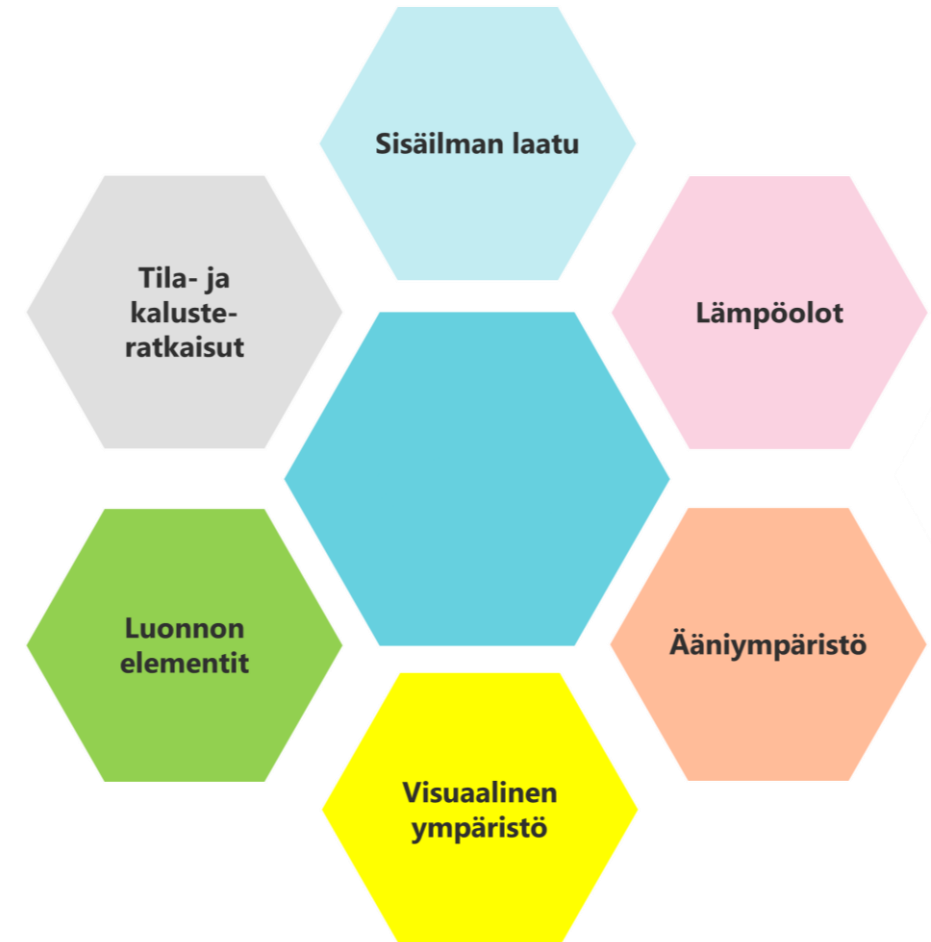 Sisäilman laatu
Tila- ja
kaluste-
ratkaisut
Lämpöolot
Luonnon
elementit
Ääniympäristö
Visuaalinen
ympäristö